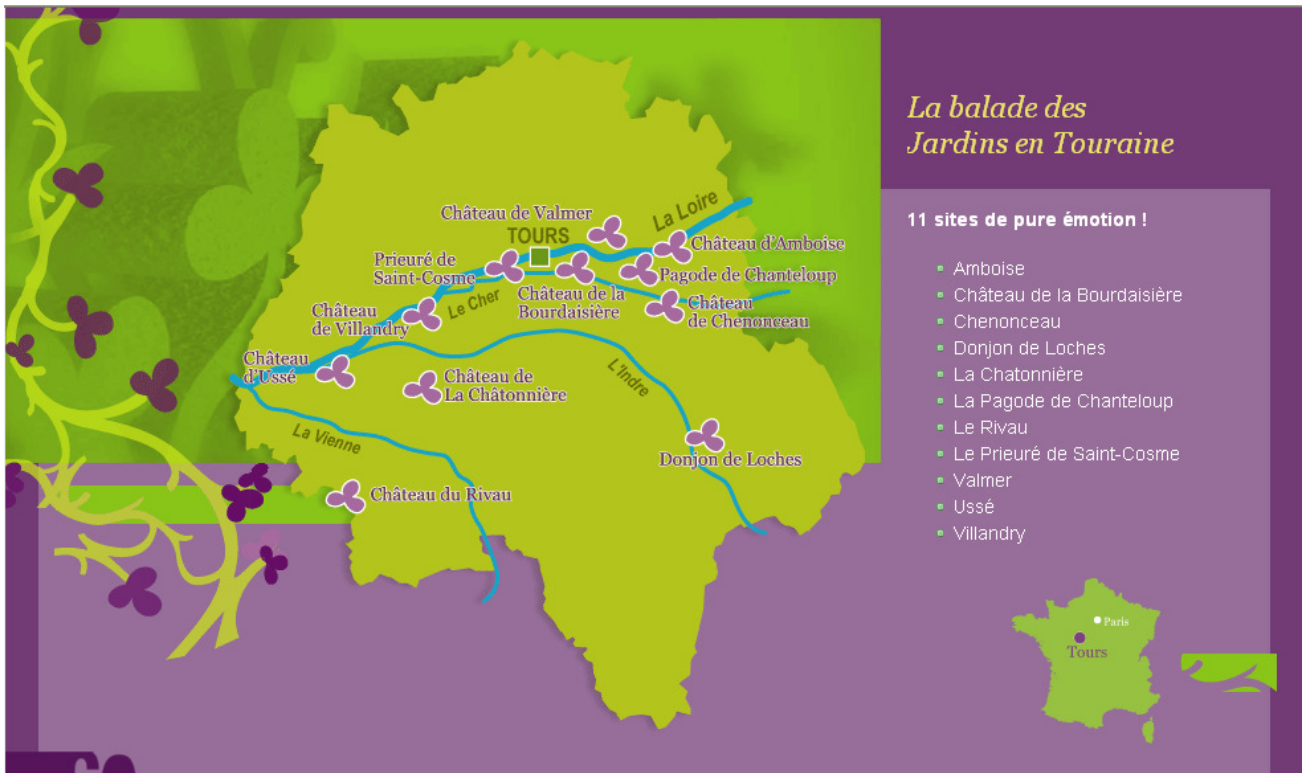 La balade des
Jardins en Touraine
11 sites de pure émotion !
Amboise
Château de la Bourdaisière
Chenonceau
Donjon de Loches
La Chatonnière
La Pagode de Chanteloup
Le Rivau
Le Prieuré de Saint-Cosme
Valmer
Ussé
Villandry
Château de Valmer
La Loire
TOURS
Château d'Amboise
Prieuré de
Saint-Cosme
Pagode de Chanteloup
Le Cher
Château de la
Bourdaisière
Château
de Chenonceau
Château
de Villandry
Château
d'Ussé
Château de
La Châtonnière
L'Indre
La Vienne
Donjon de Loches
Château du Rivau
Paris
Tours